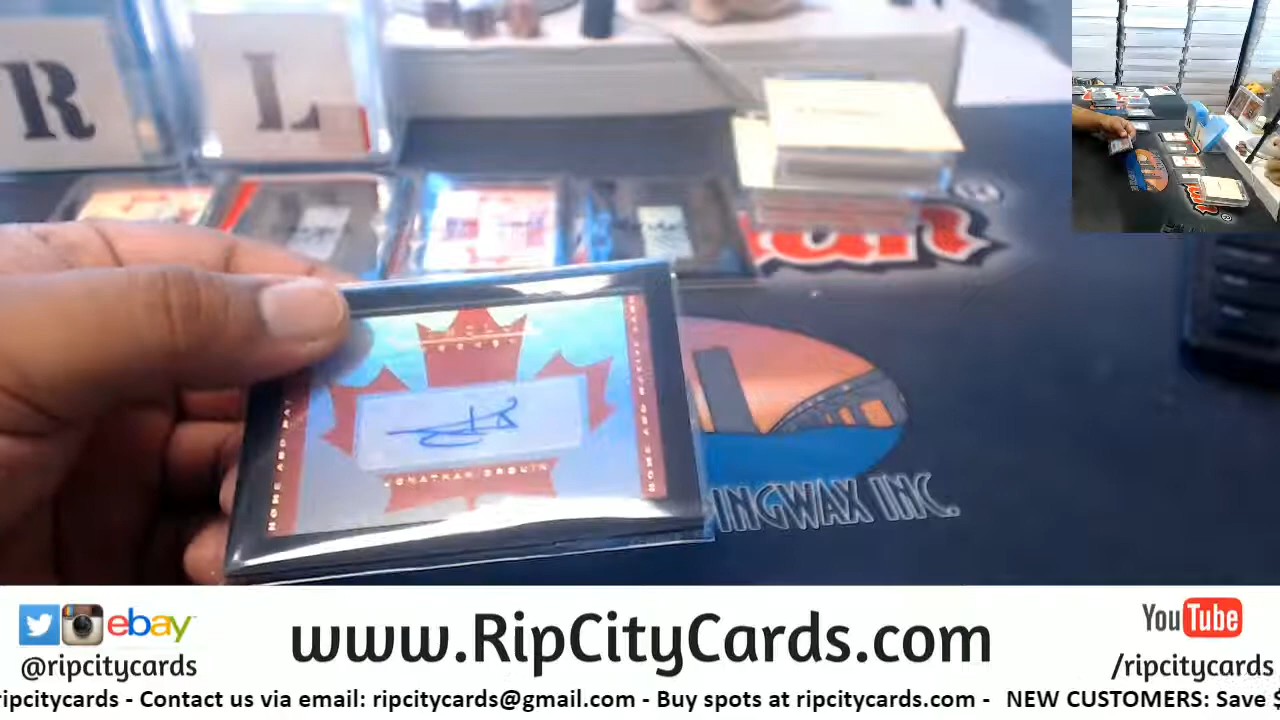 R
L
JONATHAN DROUIN
INGWAX INC.
ebay
@ripcitycards
www.RipCityCards.com
YouTube
/ripcitycards
ripcitycards - Contact us via email: ripcitycards@gmail.com - Buy spots at ripcitycards.com - NEW CUSTOMERS: Save $